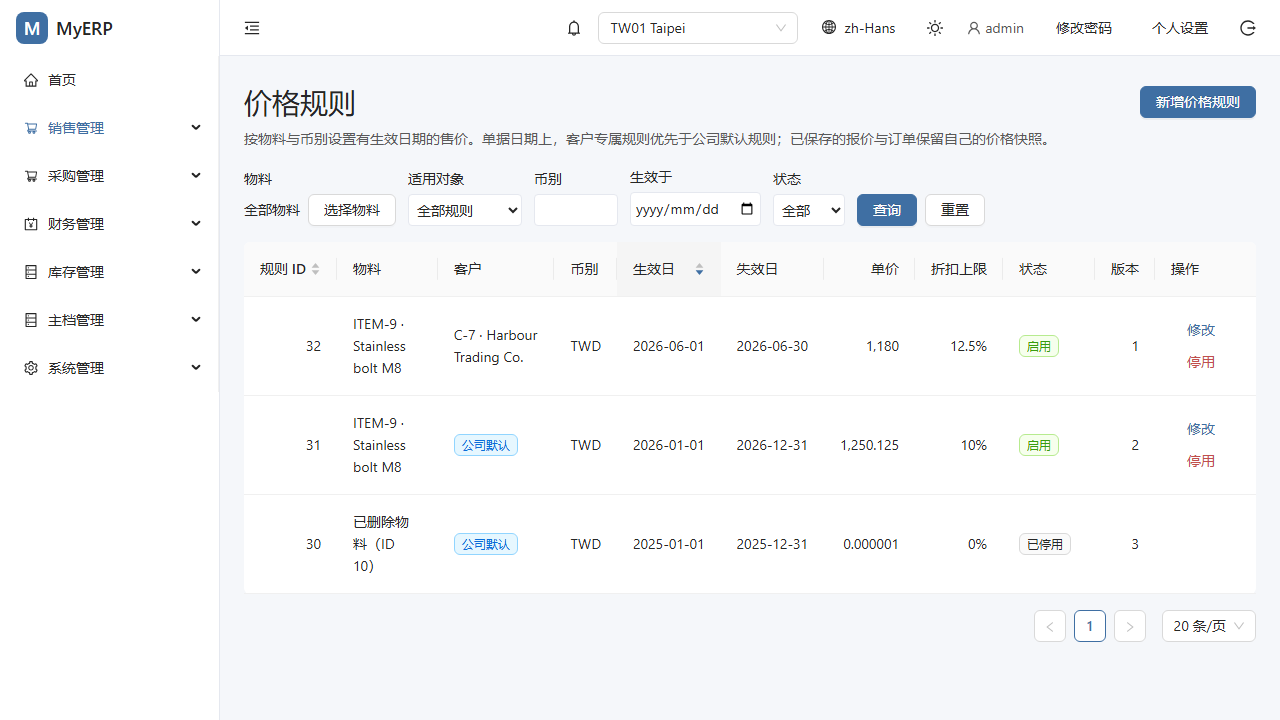 M MyERP
TW01 Taipei
zh-Hans
admin
修改密码
个人设置
首页
销售管理
采购管理
财务管理
库存管理
主档管理
系统管理
价格规则
新增价格规则
按物料与币别设置有生效日期的售价。单据日期上，客户专属规则优先于公司默认规则；已保存的报价与订单保留自己的价格快照。
物料 适用对象 币别 生效于 状态
全部物料 选择物料 全部规则 yyyy/mm/dd 全部 查询 重置
规则 ID 物料 客户 币别 生效日 失效日 单价 折扣上限 状态 版本 操作
32
ITEM-9 ·
Stainless
bolt M8
C-7 · Harbour
Trading Co.
TWD 2026-06-01 2026-06-30 1,180 12.5% 启用 1
修改
停用
31
ITEM-9 ·
Stainless
bolt M8
公司默认 TWD 2026-01-01 2026-12-31 1,250.125 10% 启用 2
修改
停用
30
已删除物
料（ID
10）
公司默认 TWD 2025-01-01 2025-12-31 0.000001 0% 已停用 3
1
20 条/页